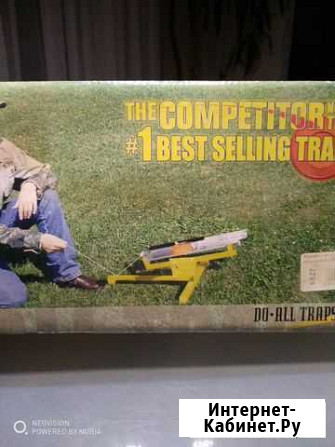 THE COMPETITOR
#1 BEST SELLING TRA
DO•ALL TRAPS
NEOVISION
POWERED BY NUBIA
Интернет-
Кабинет.Ру